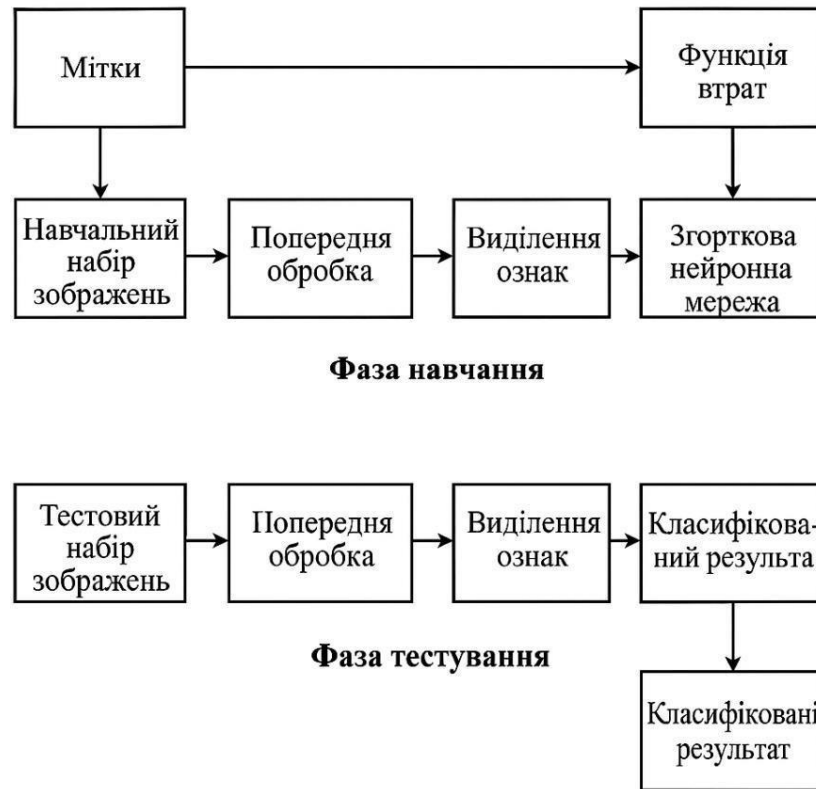 Мітки
Функція
втрат
Навчальний
набір
зображень
Попередня
обробка
Виділення
ознак
Згорткова
нейронна
мережа
Фаза навчання
Тестовий
набір
зображень
Попередня
обробка
Виділення
ознак
Класифікова-
ний результа
Фаза тестування
Класифіковані
результат